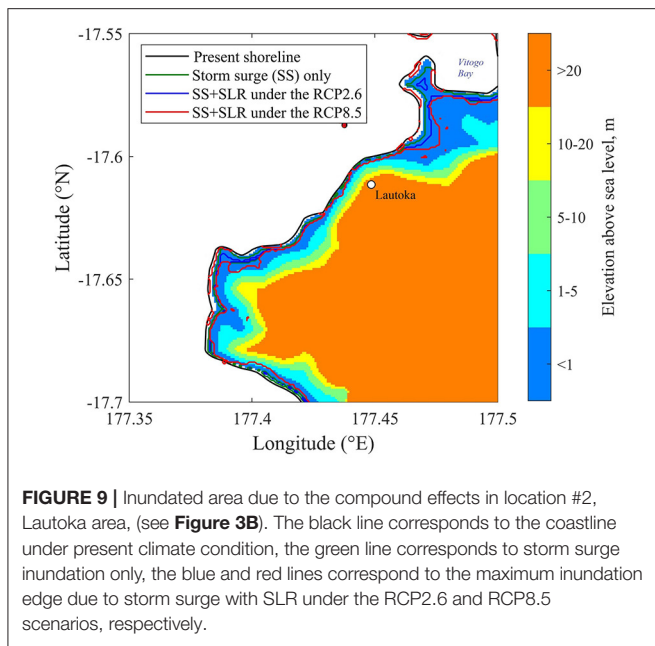 -17.55
-17.6
-17.65
-17.7
Latitude (°N)
Present shoreline
Storm surge (SS) only
SS+SLR under the RCP2.6
SS+SLR under the RCP8.5
Vitogo
Bay
Lautoka
177.35
177.4
177.45
177.5
Longitude (°E)
>20
10-20
5-10
1-5
<1
Elevation above sea level, m
FIGURE 9 | Inundated area due to the compound effects in location #2,
Lautoka area, (see Figure 3B). The black line corresponds to the coastline
under present climate condition, the green line corresponds to storm surge
inundation only, the blue and red lines correspond to the maximum inundation
edge due to storm surge with SLR under the RCP2.6 and RCP8.5
scenarios, respectively.